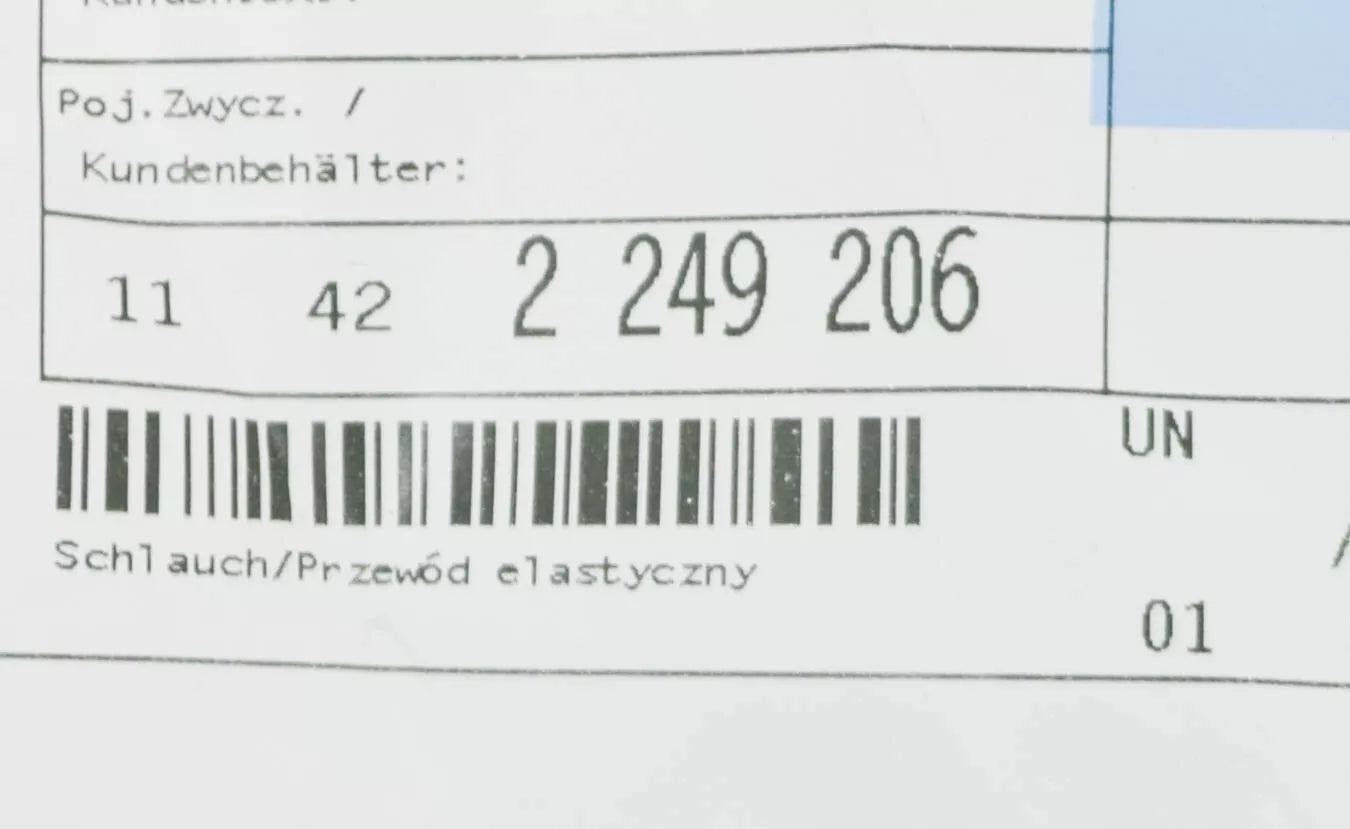 Poj.Zwycz. /
Kundenbehälter:
11 42 2 249 206
UN
Schlauch/Przewód elastyczny
/
01